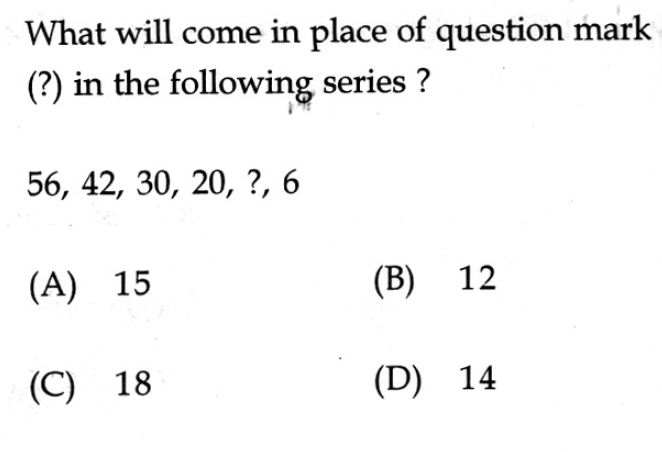 What will come in place of question mark
(?) in the following series ?
56, 42, 30, 20, ?, 6
(A) 15 (B) 12
(C) 18 (D) 14